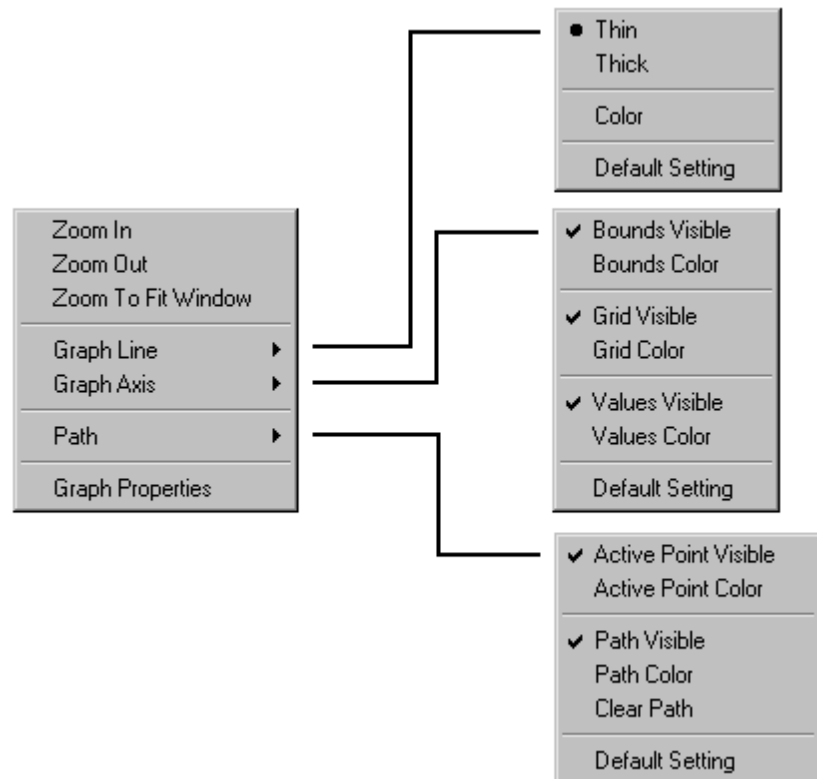 Zoom In
Zoom Out
Zoom To Fit Window
Graph Line
Graph Axis
Path
Graph Properties
Thin
Thick
Color
Default Setting
Bounds Visible
Bounds Color
Grid Visible
Grid Color
Values Visible
Values Color
Default Setting
Active Point Visible
Active Point Color
Path Visible
Path Color
Clear Path
Default Setting